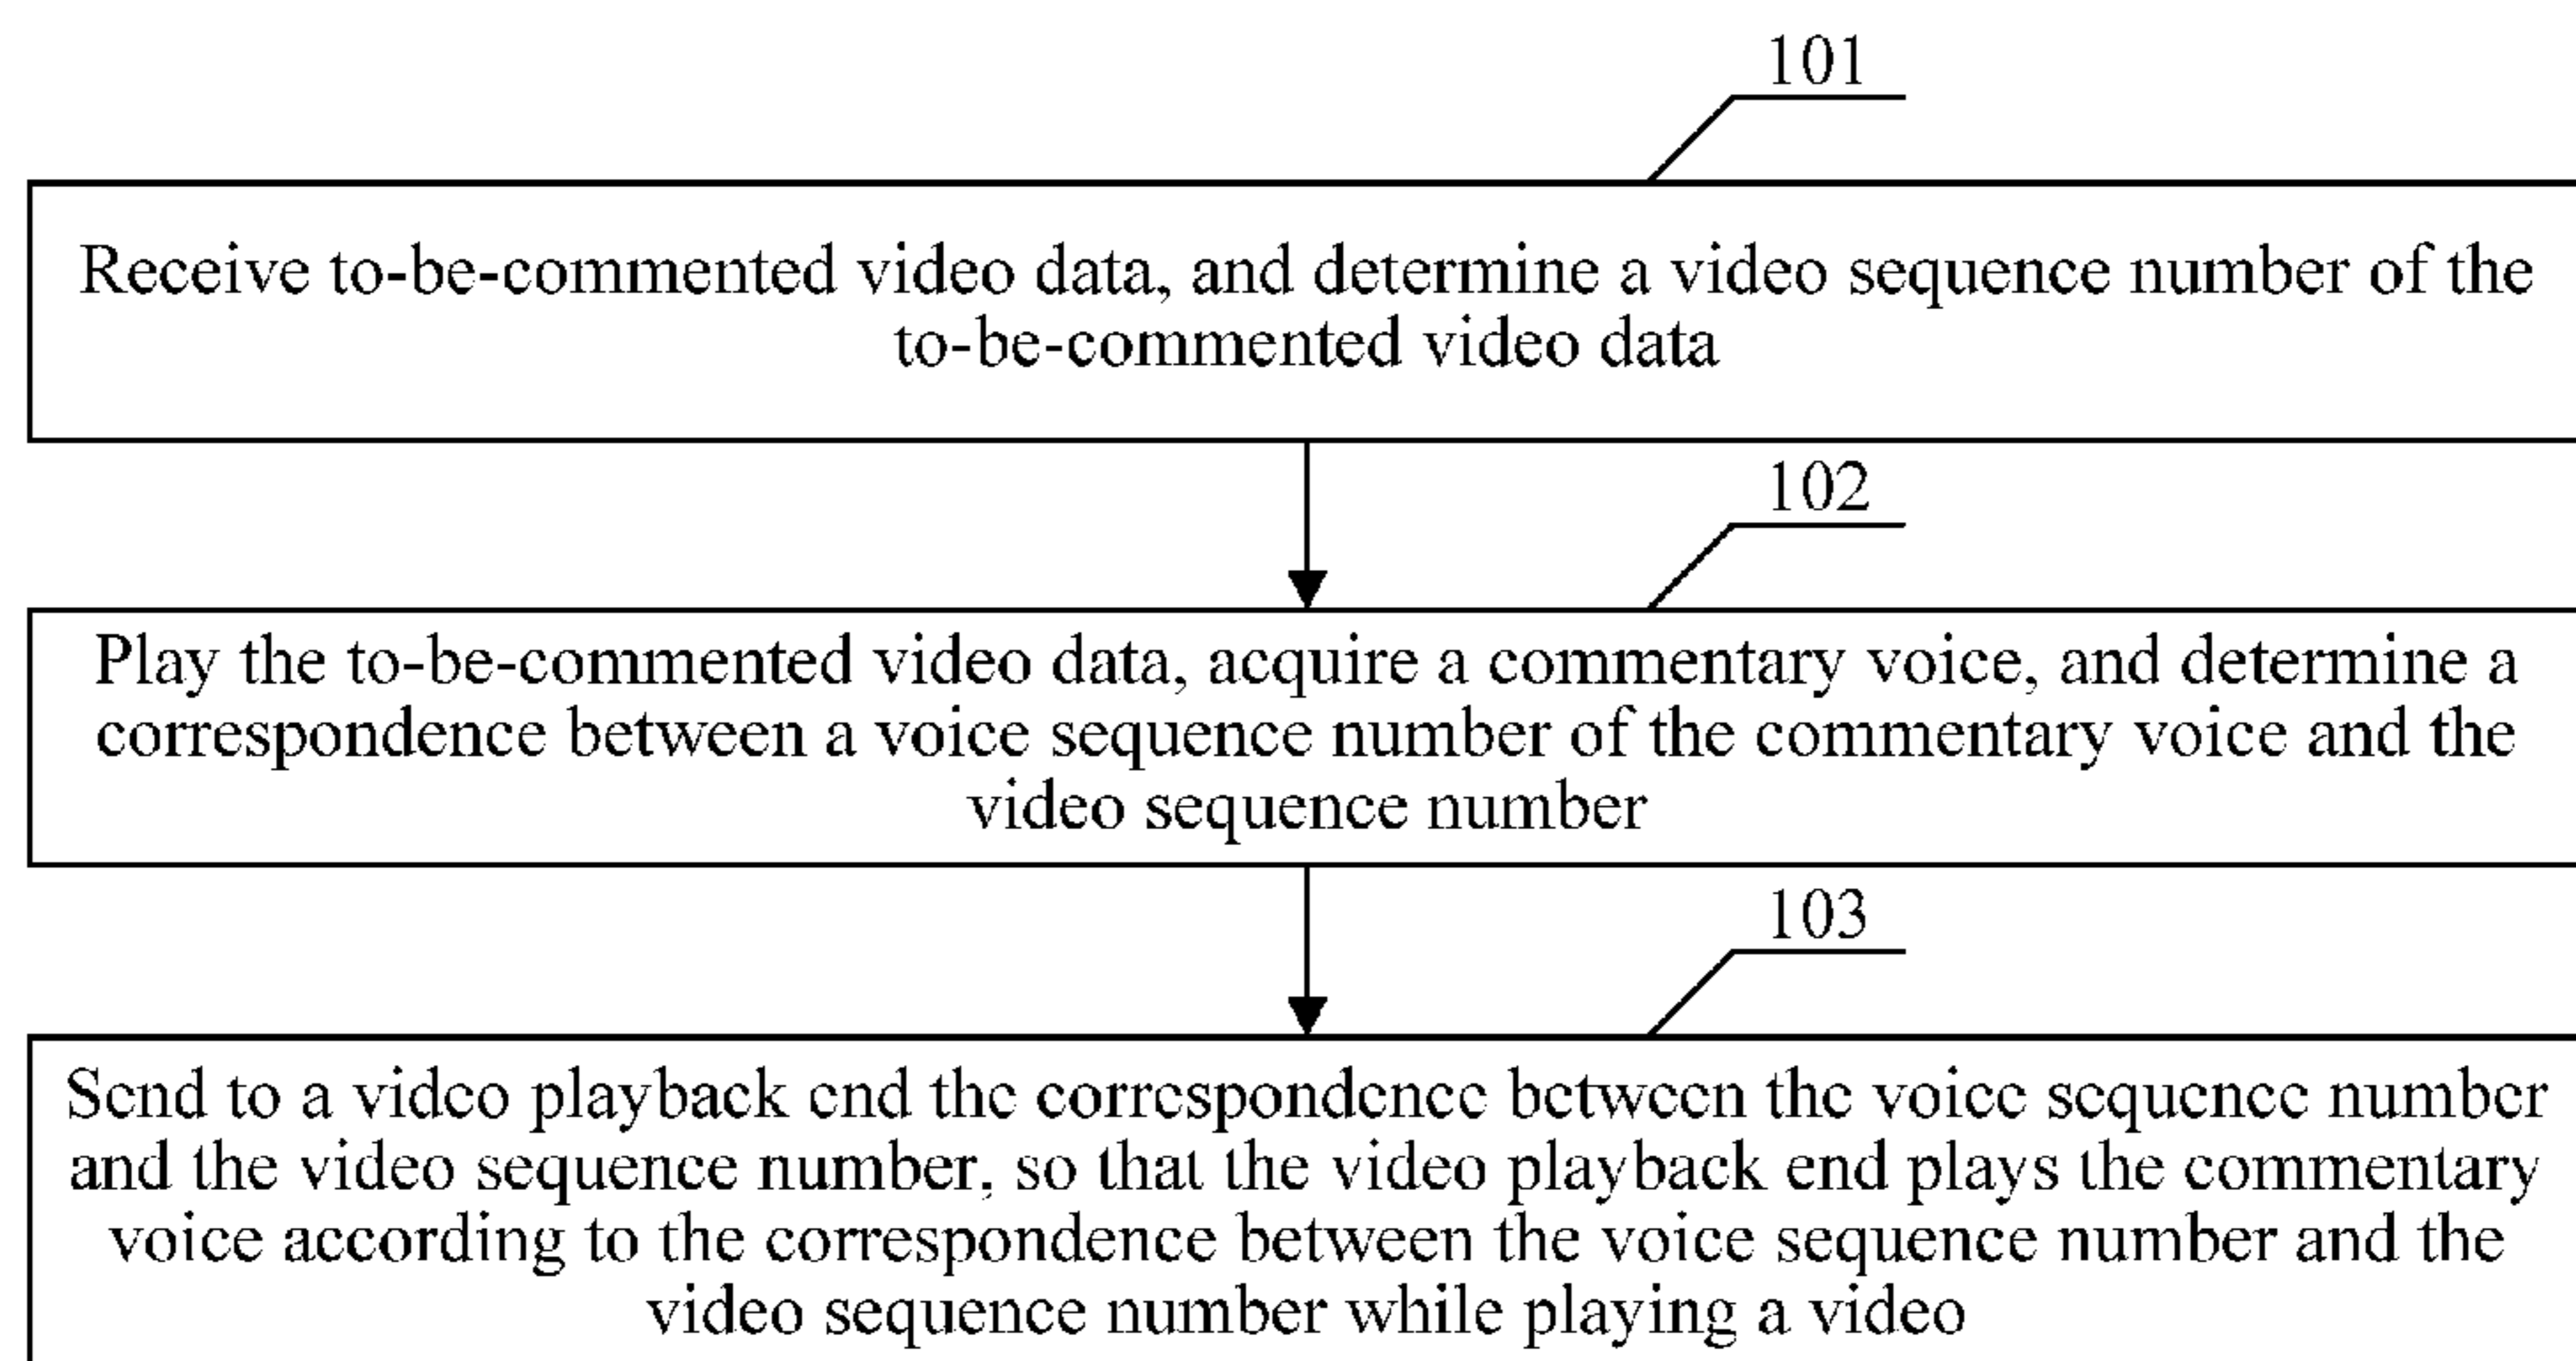 101
Receive to-be-commented video data, and determine a video sequence number of the
to-be-commented video data
102
Play the to-be-commented video data, acquire a commentary voice, and determine a
correspondence between a voice sequence number of the commentary voice and the
video sequence number
103
Send to a video playback end the correspondence between the voice sequence number
and the video sequence number, so that the video playback end plays the commentary
voice according to the correspondence between the voice sequence number and the
video sequence number while playing a video